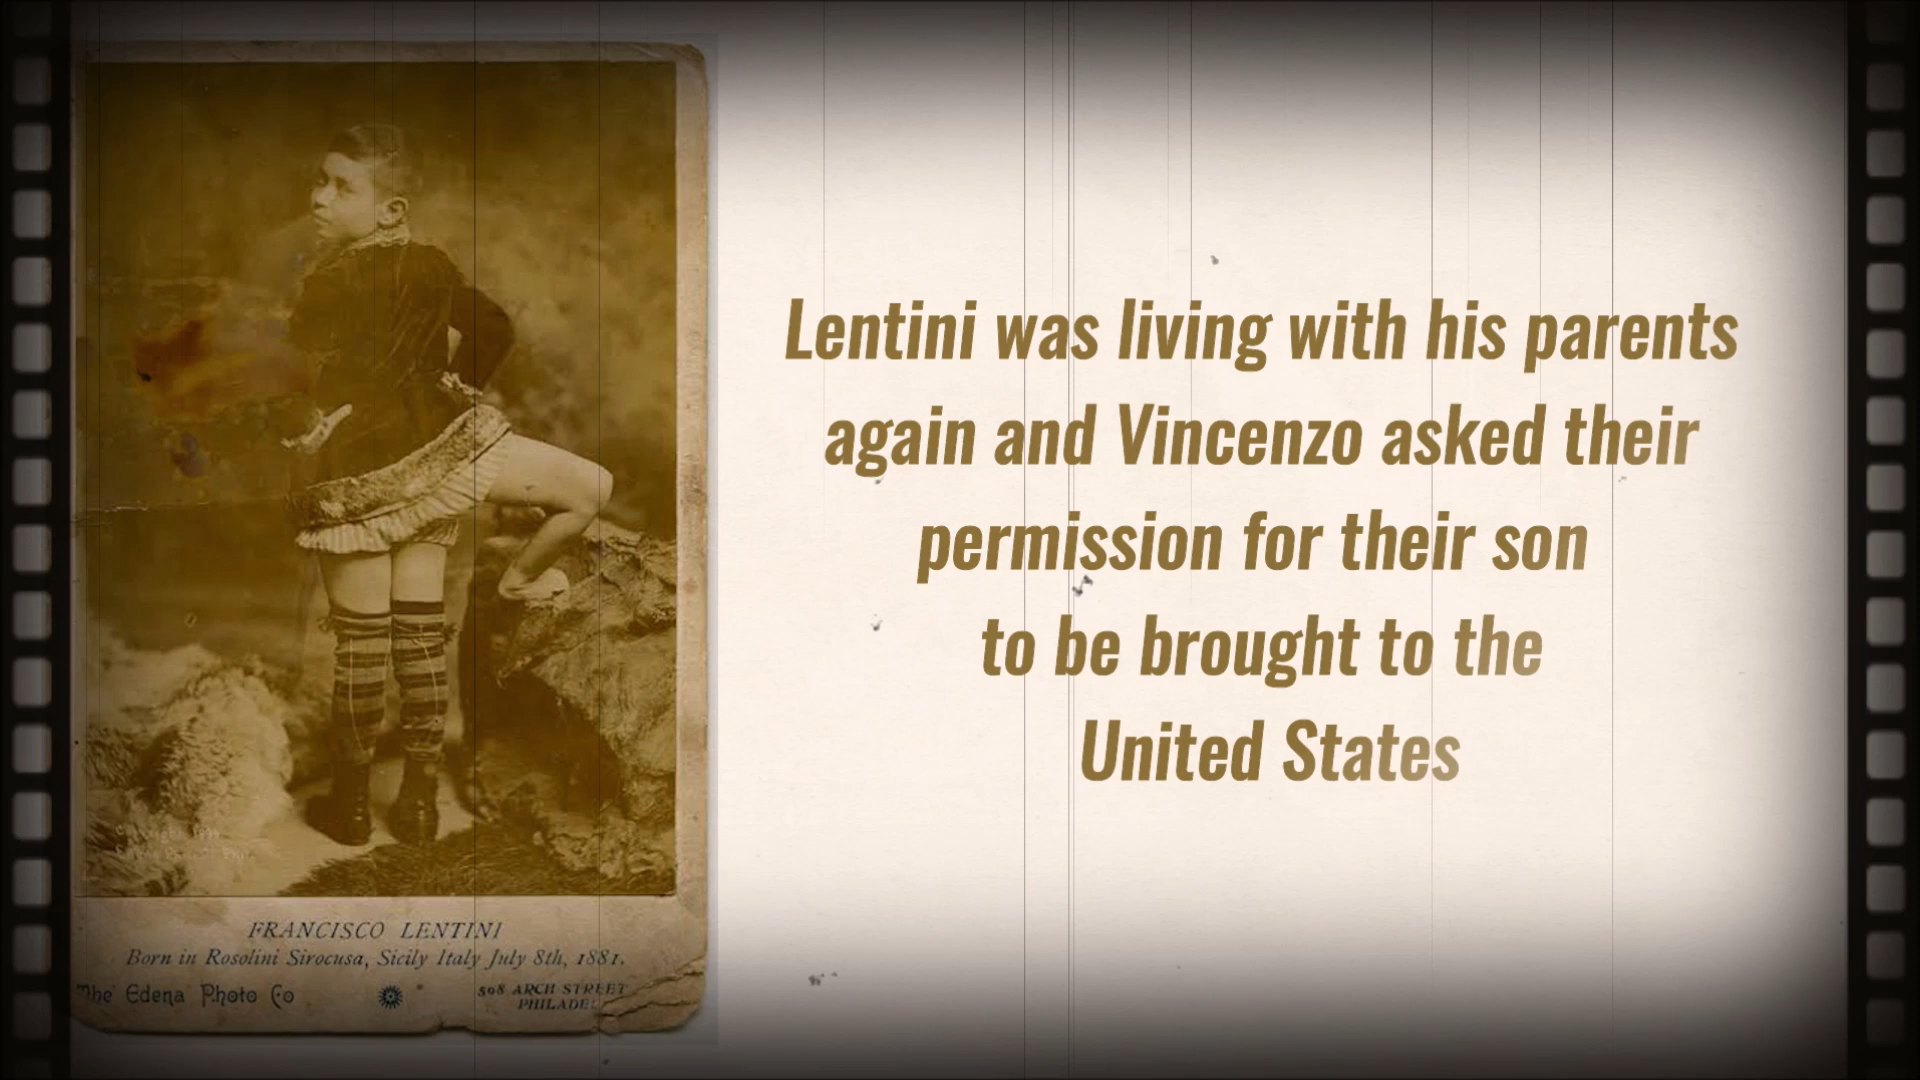 Lentini was living with his parents
again and Vincenzo asked their
permission for their son
to be brought to the
United States
FRANCISCO LENTINI
Born in Rosolini Sirocusa, Sicily Italy July 8th, 1881.
The Edena Photo Co
508 ARCH STREET